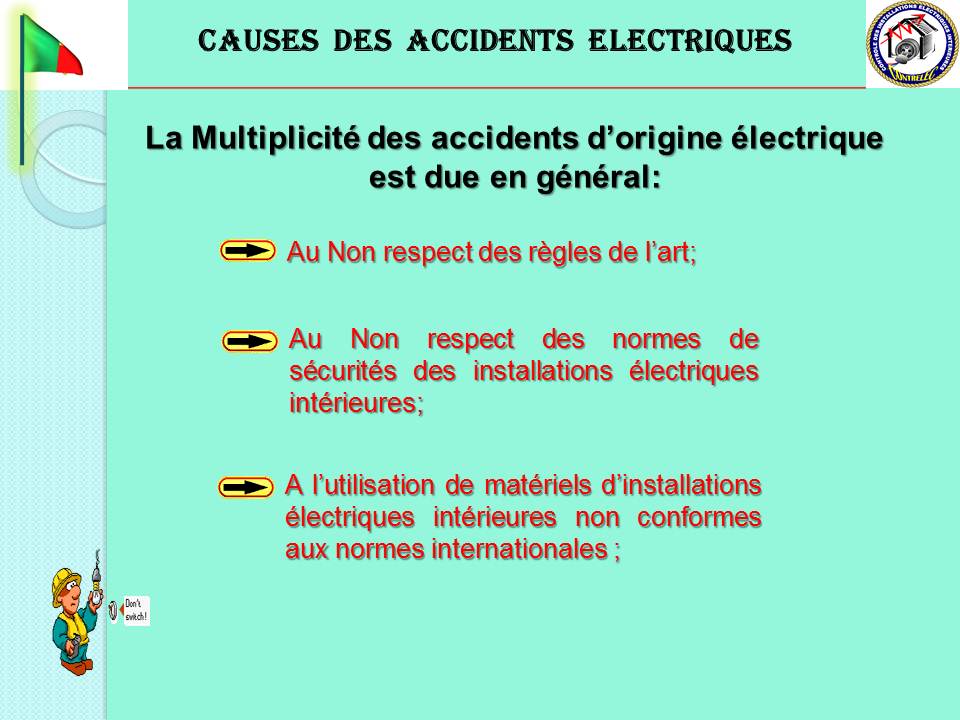 CAUSES DES ACCIDENTS ELECTRIQUES
CONTROLE DES INSTALLATIONS ELECTRIQUES INTERIEURES
CONTRELEC
La Multiplicité des accidents d’origine électrique
est due en général:
Au Non respect des règles de l’art;
Au Non respect des normes de
sécurités des installations électriques
intérieures;
A l’utilisation de matériels d’installations
électriques intérieures non conformes
aux normes internationales ;
Don't
switch!